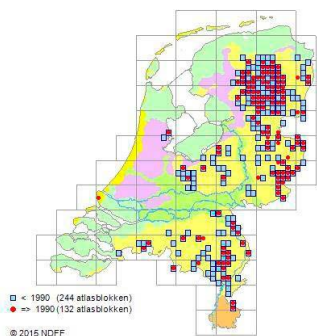 < 1990 (244 atlasblokken)
=> 1990 (132 atlasblokken)
© 2015 NDFF